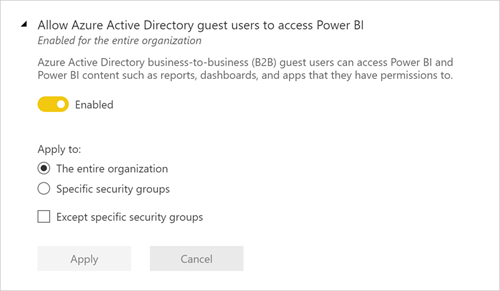 Allow Azure Active Directory guest users to access Power BI
Enabled for the entire organization
Azure Active Directory business-to-business (B2B) guest users can access Power BI and
Power BI content such as reports, dashboards, and apps that they have permissions to.
Enabled
Apply to:
The entire organization
Specific security groups
Except specific security groups
Apply Cancel